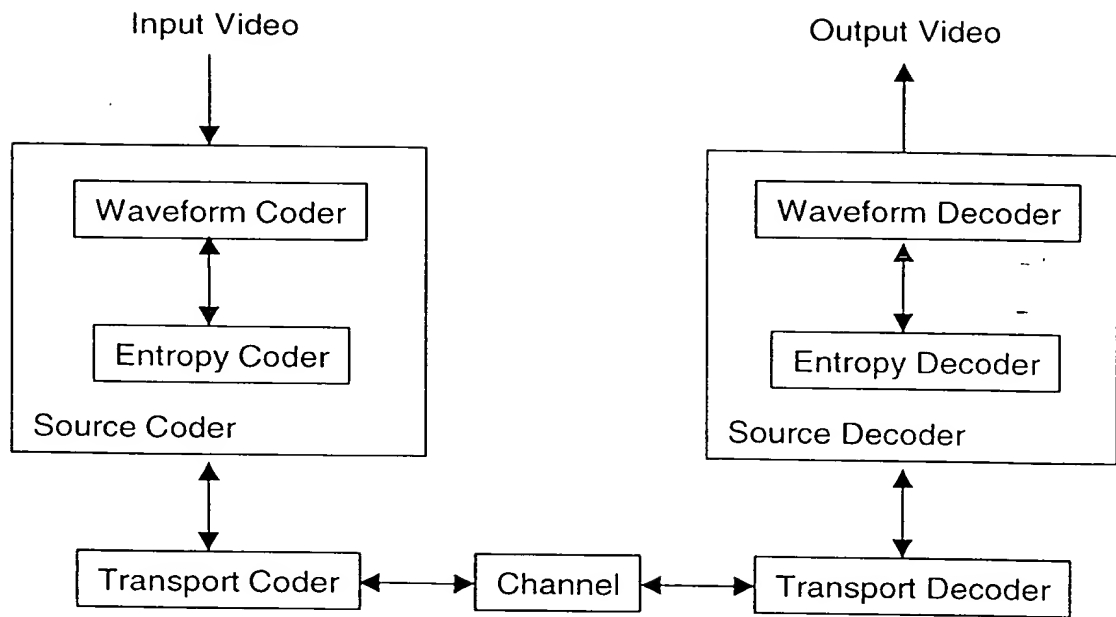 Input Video
Output Video
Waveform Coder
Waveform Decoder
Entropy Coder
Entropy Decoder
Source Coder
Source Decoder
Transport Coder
Channel
Transport Decoder